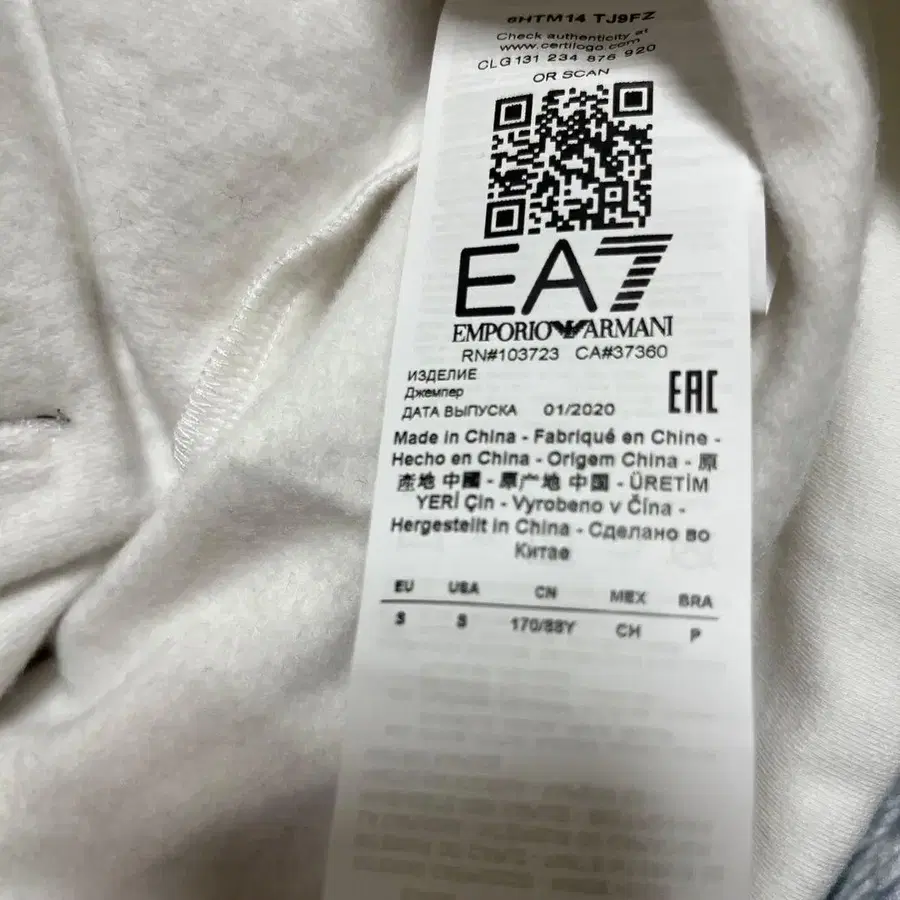 6HTM14 TJ9FZ
Check authenticity at
www.certilogo.com
CLG 131 234 876 920
OR SCAN
EA7
EMPORIO ARMANI
RN#103723 CA#37360
ИЗДЕЛИЕ
Джемпер
ДАТА ВЫПУСКА 01/2020
EAC
Made in China - Fabriqué en Chine -
Hecho en China - Origem China - 原
產地 中國 - 原产地 中国 - ÜRETİM
YERİ Çin - Vyrobeno v Čína -
Hergestellt in China - Сделано во
Китае
EU USA CN MEX BRA
S S 170/88Y CH P